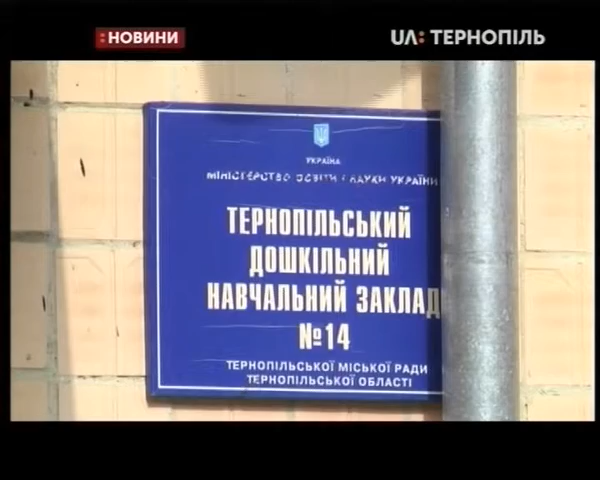 :НОВИНИ
UA: ТЕРНОПІЛЬ
УКРАЇНА
МІНІСТЕРСТВО ОСВІТИ І НАУКИ УКРАЇНИ
ТЕРНОПІЛЬСЬКИЙ
ДОШКІЛЬНИЙ
НАВЧАЛЬНИЙ ЗАКЛАД
№14
ТЕРНОПІЛЬСЬКОЇ МІСЬКОЇ РАДИ
ТЕРНОПІЛЬСЬКОЇ ОБЛАСТІ